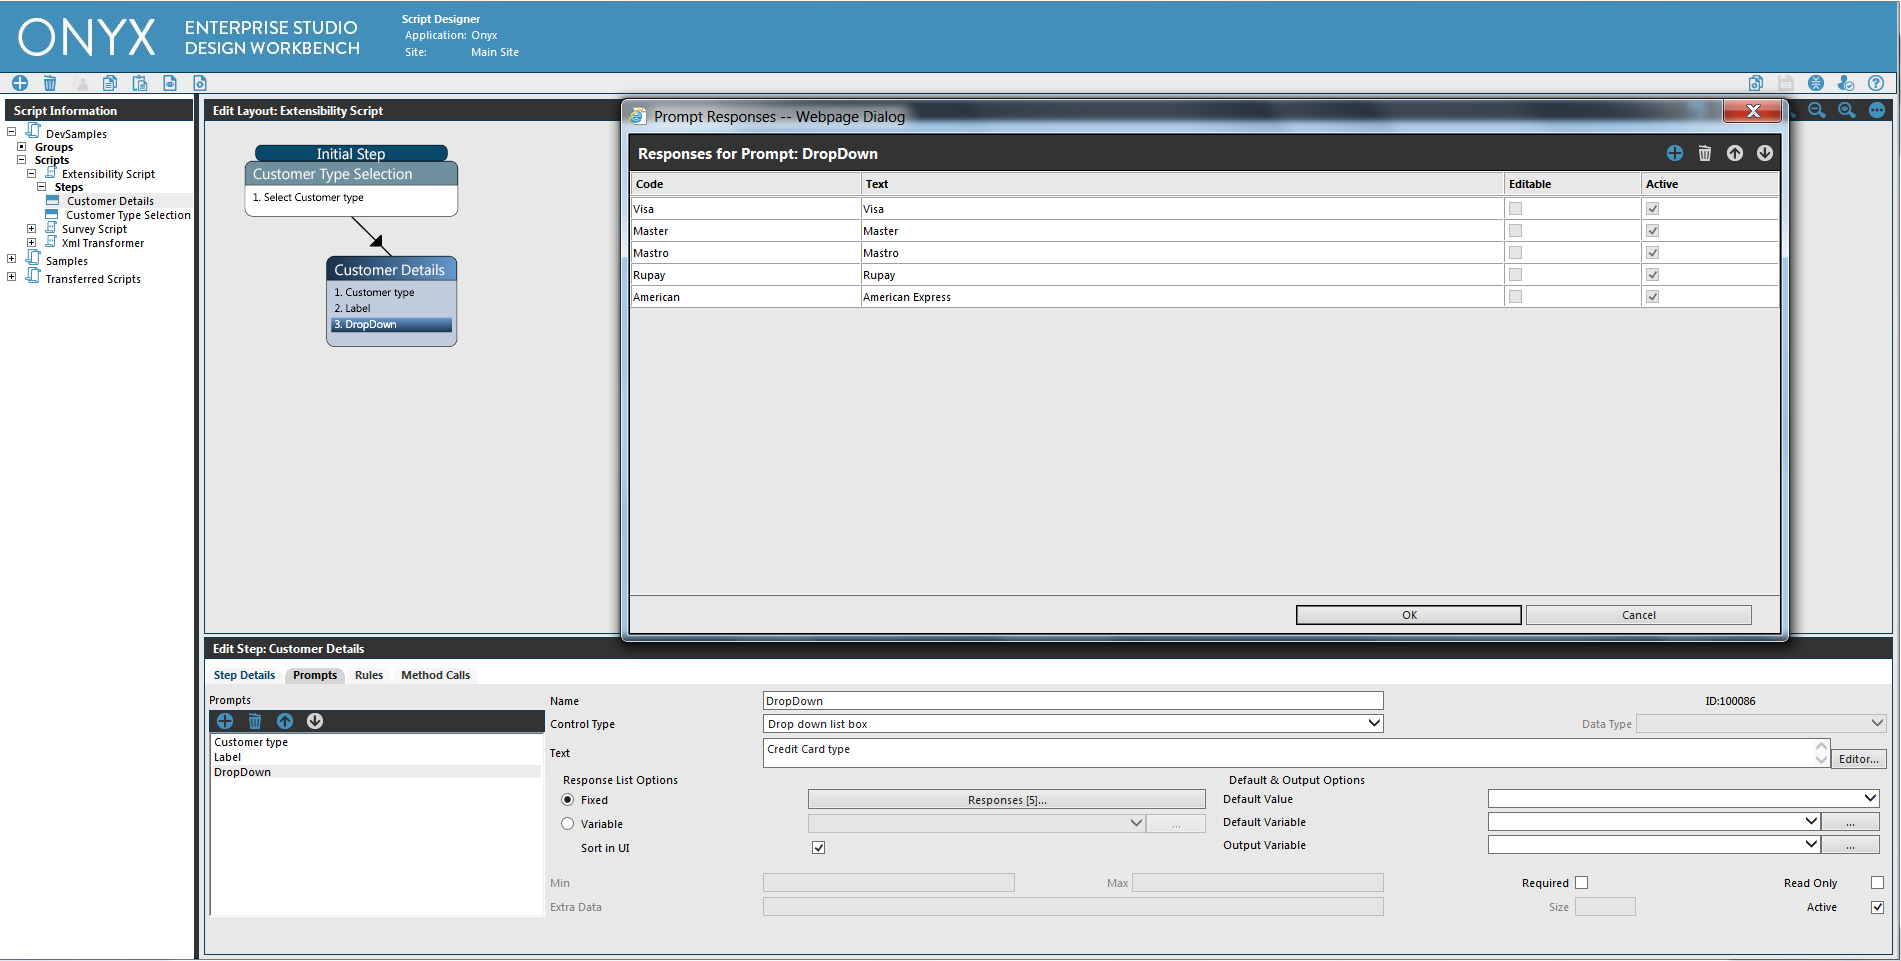 ONYX
ENTERPRISE STUDIO
DESIGN WORKBENCH
Script Designer
Application: Onyx
Site: Main Site
Script Information
DevSamples
Groups
Scripts
Extensibility Script
Steps
Customer Details
Customer Type Selection
Survey Script
Xml Transformer
Samples
Transferred Scripts
Edit Layout: Extensibility Script
Initial Step
Customer Type Selection
1. Select Customer type
Customer Details
1. Customer type
2. Label
3. DropDown
Prompt Responses -- Webpage Dialog
Responses for Prompt: DropDown
Code Text Editable Active
Visa Visa
Master Master
Mastro Mastro
Rupay Rupay
American American Express
OK Cancel
Edit Step: Customer Details
Step Details Prompts Rules Method Calls
Prompts
Customer type
Label
DropDown
Name DropDown ID:100086
Control Type Drop down list box Data Type
Text Credit Card type Editor...
Response List Options Default & Output Options
Fixed Responses [5]... Default Value
Variable ... Default Variable ...
Sort in UI Output Variable ...
Min Max Required Read Only
Extra Data Size Active